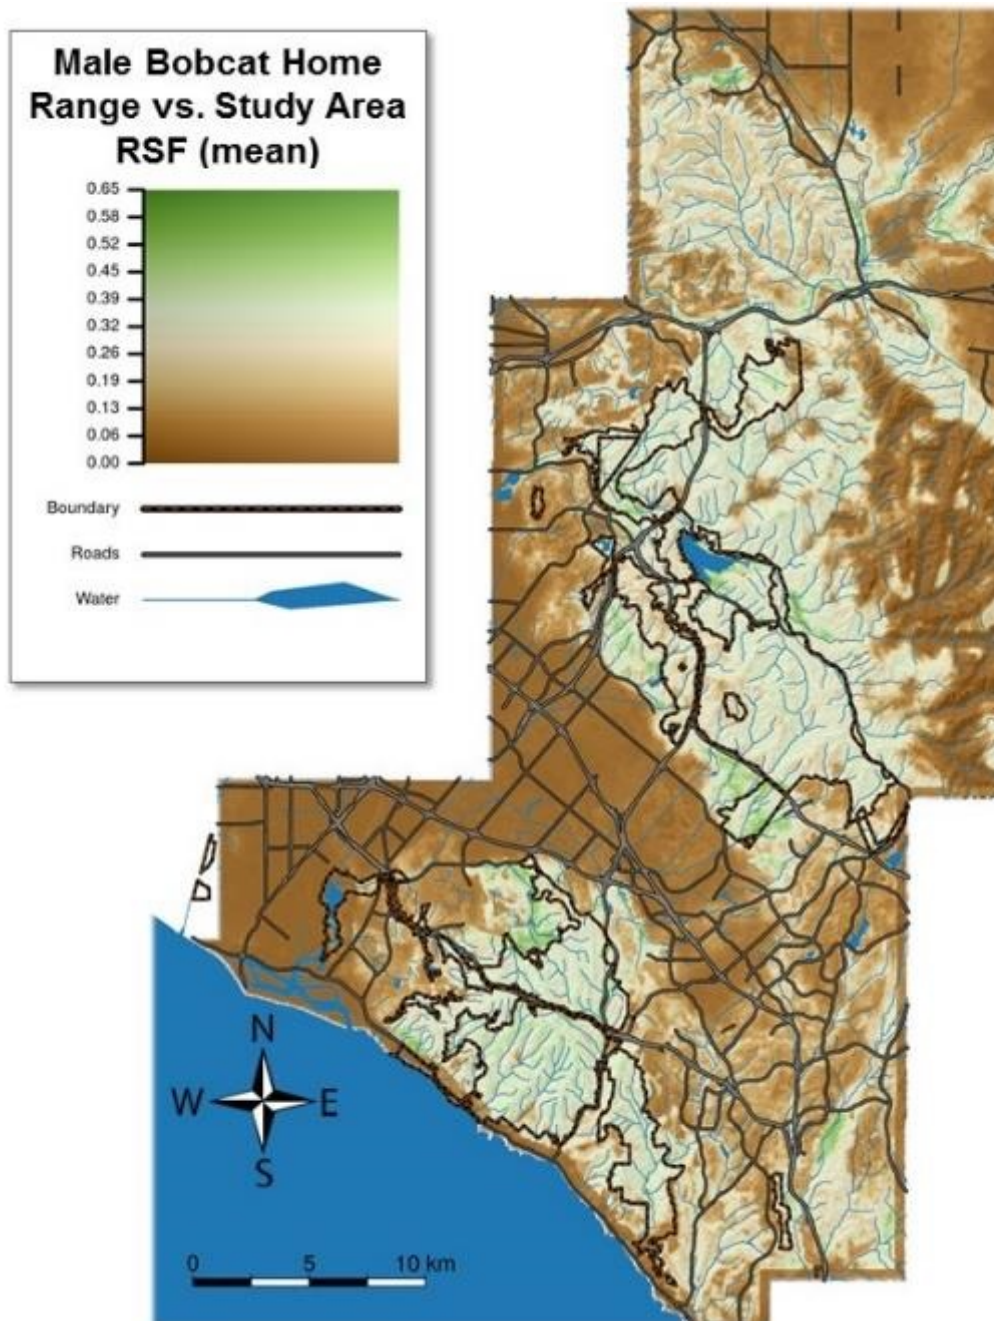 Male Bobcat Home
Range vs. Study Area
RSF (mean)
0.65
0.58
0.52
0.45
0.39
0.32
0.26
0.19
0.13
0.06
0.00
Boundary
Roads
Water
N
W E
S
0 5 10 km